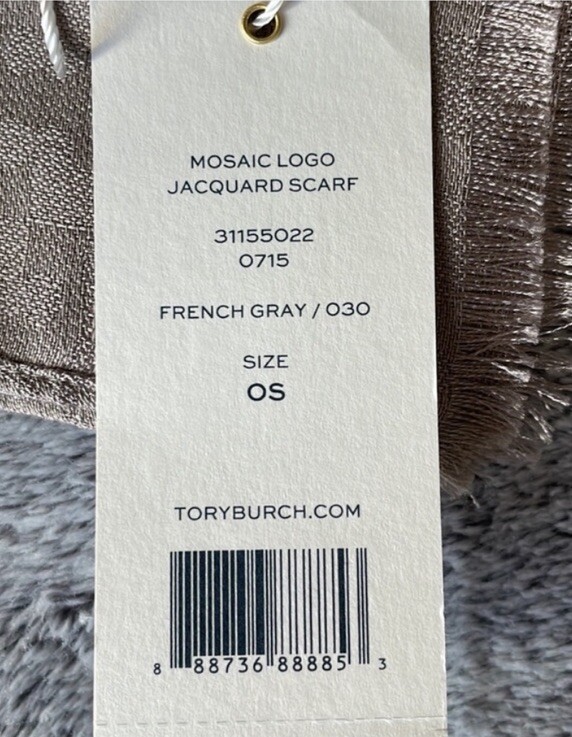 MOSAIC LOGO
JACQUARD SCARF
31155022
0715
FRENCH GRAY / 030
SIZE
OS
TORYBURCH.COM
8 88736 88885 3